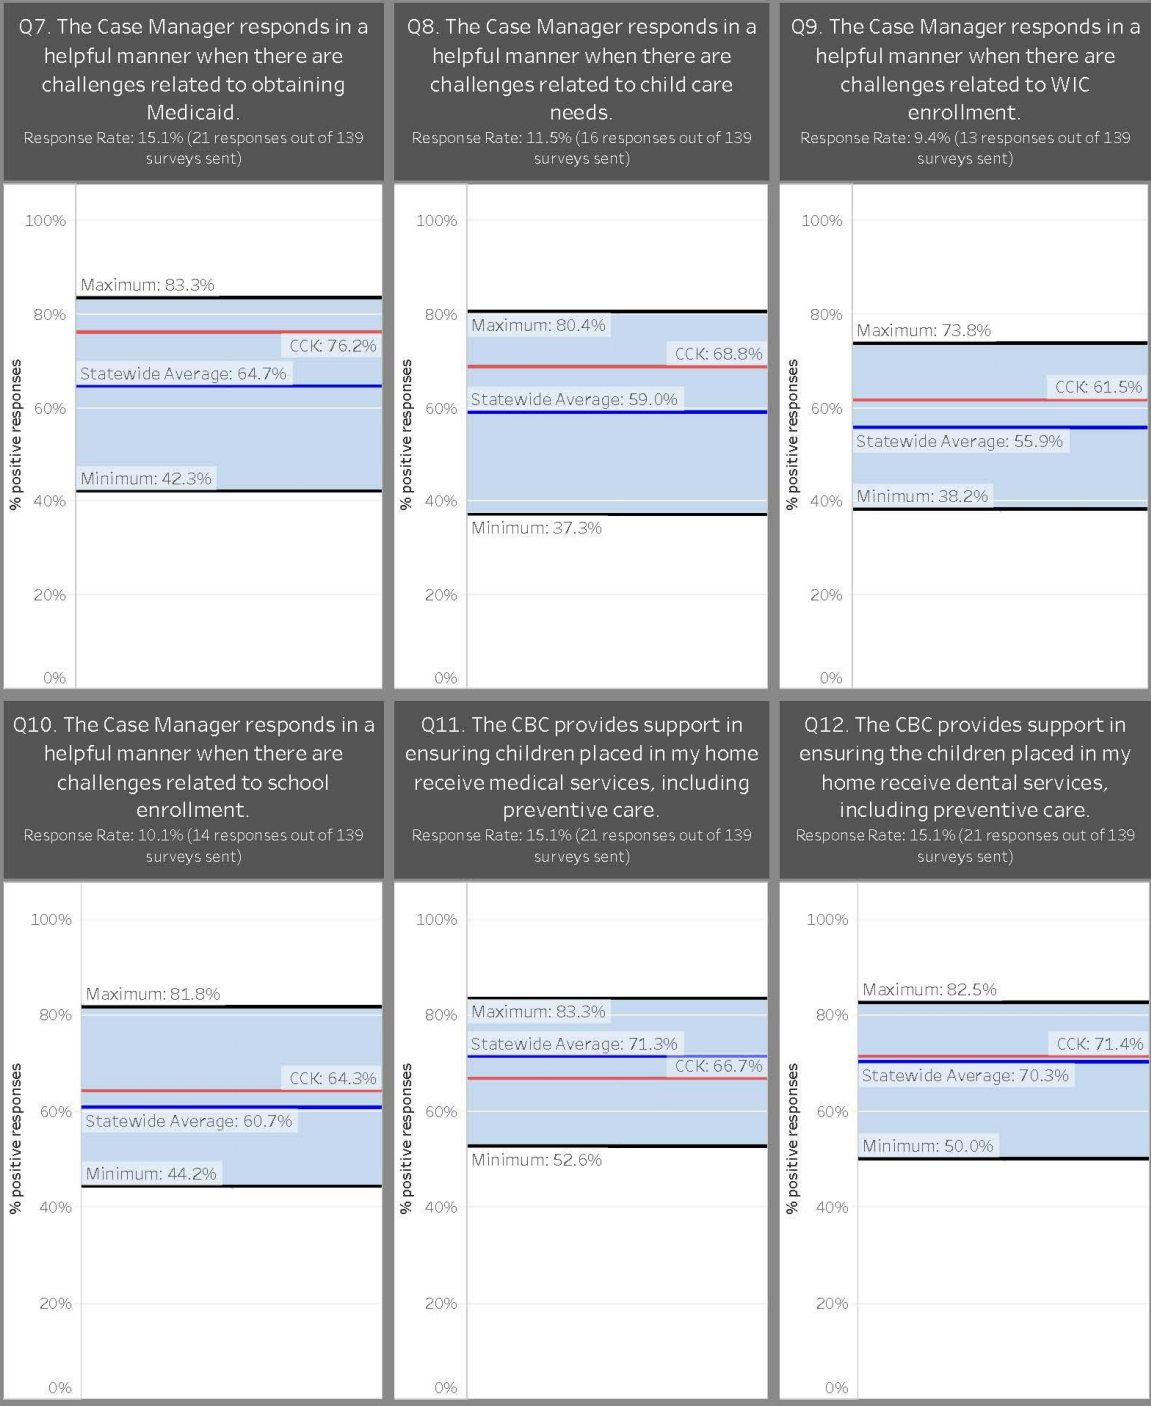 Q7. The Case Manager responds in a
helpful manner when there are
challenges related to obtaining
Medicaid.
Response Rate: 15.1% (21 responses out of 139
surveys sent)
100%
Maximum: 83.3%
80%
CCK: 76.2%
Statewide Average: 64.7%
60%
Minimum: 42.3%
40%
20%
0%
% positive responses
Q8. The Case Manager responds in a
helpful manner when there are
challenges related to child care
needs.
Response Rate: 11.5% (16 responses out of 139
surveys sent)
100%
80%
Maximum: 80.4%
CCK: 68.8%
Statewide Average: 59.0%
60%
40%
Minimum: 37.3%
20%
0%
% positive responses
Q9. The Case Manager responds in a
helpful manner when there are
challenges related to WIC
enrollment.
Response Rate: 9.4% (13 responses out of 139
surveys sent)
100%
80%
Maximum: 73.8%
CCK: 61.5%
60%
Statewide Average: 55.9%
Minimum: 38.2%
40%
20%
0%
% positive responses
Q10. The Case Manager responds in a
helpful manner when there are
challenges related to school
enrollment.
Response Rate: 10.1% (14 responses out of 139
surveys sent)
100%
Maximum: 81.8%
80%
CCK: 64.3%
60%
Statewide Average: 60.7%
Minimum: 44.2%
40%
20%
0%
% positive responses
Q11. The CBC provides support in
ensuring children placed in my home
receive medical services, including
preventive care.
Response Rate: 15.1% (21 responses out of 139
surveys sent)
100%
Maximum: 83.3%
80%
Statewide Average: 71.3%
CCK: 66.7%
60%
Minimum: 52.6%
40%
20%
0%
% positive responses
Q12. The CBC provides support in
ensuring the children placed in my
home receive dental services,
including preventive care.
Response Rate: 15.1% (21 responses out of 139
surveys sent)
100%
Maximum: 82.5%
80%
CCK: 71.4%
Statewide Average: 70.3%
60%
Minimum: 50.0%
40%
20%
0%
% positive responses